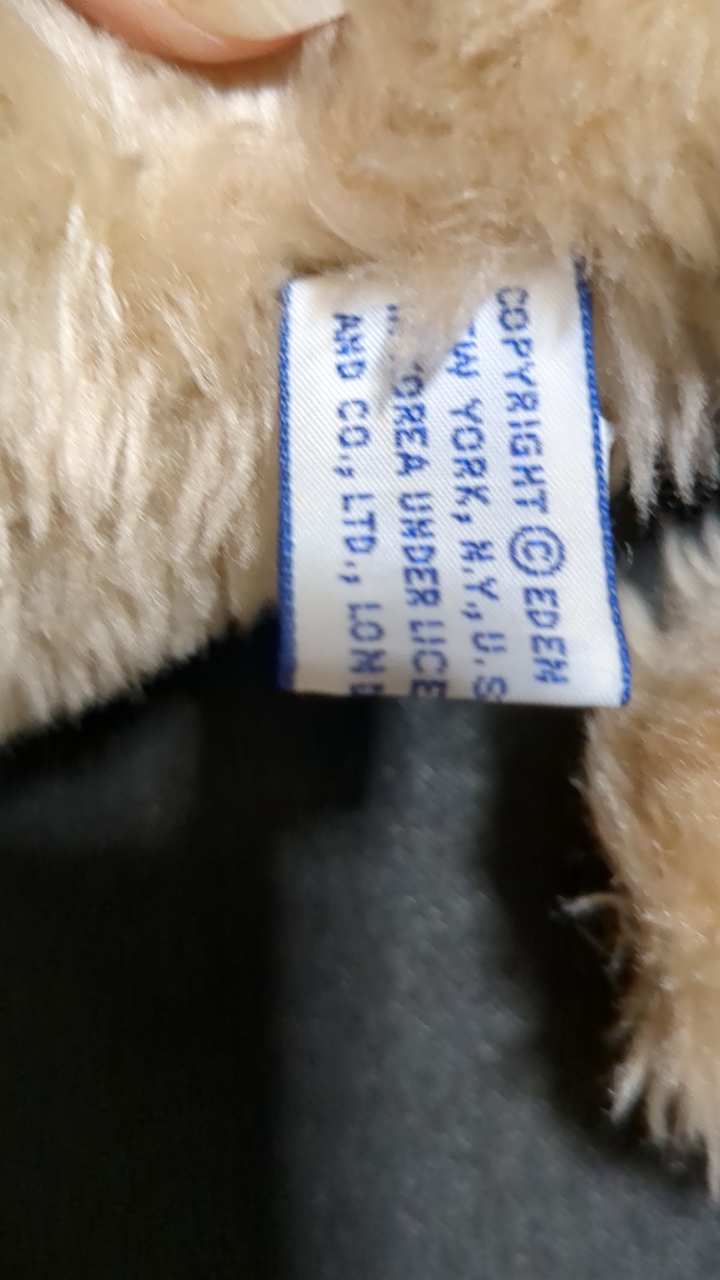 COPYRIGHT © EDEN
YORK, N.Y., U.S
UNDER
AND CO., LTD.,